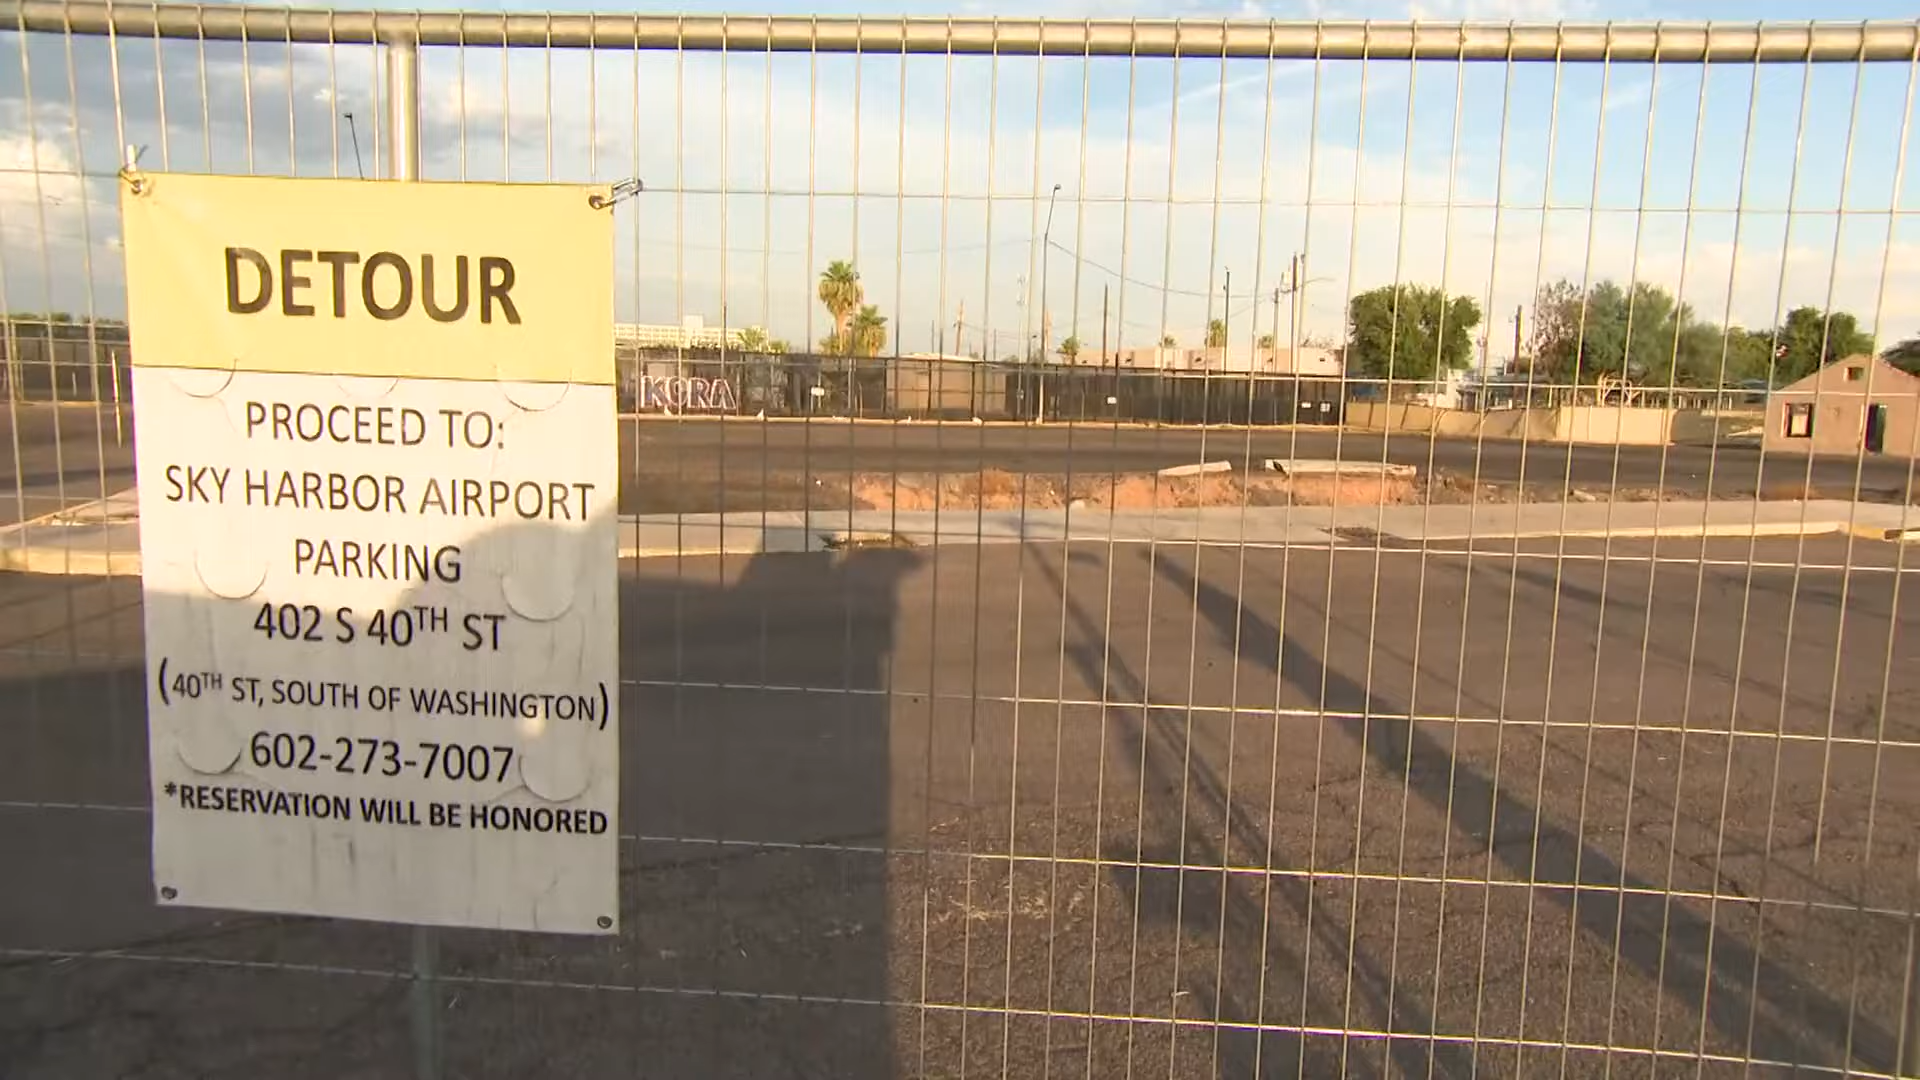 DETOUR
PROCEED TO:
SKY HARBOR AIRPORT
PARKING
402 S 40TH ST
(40TH ST, SOUTH OF WASHINGTON)
602-273-7007
*RESERVATION WILL BE HONORED
KORA